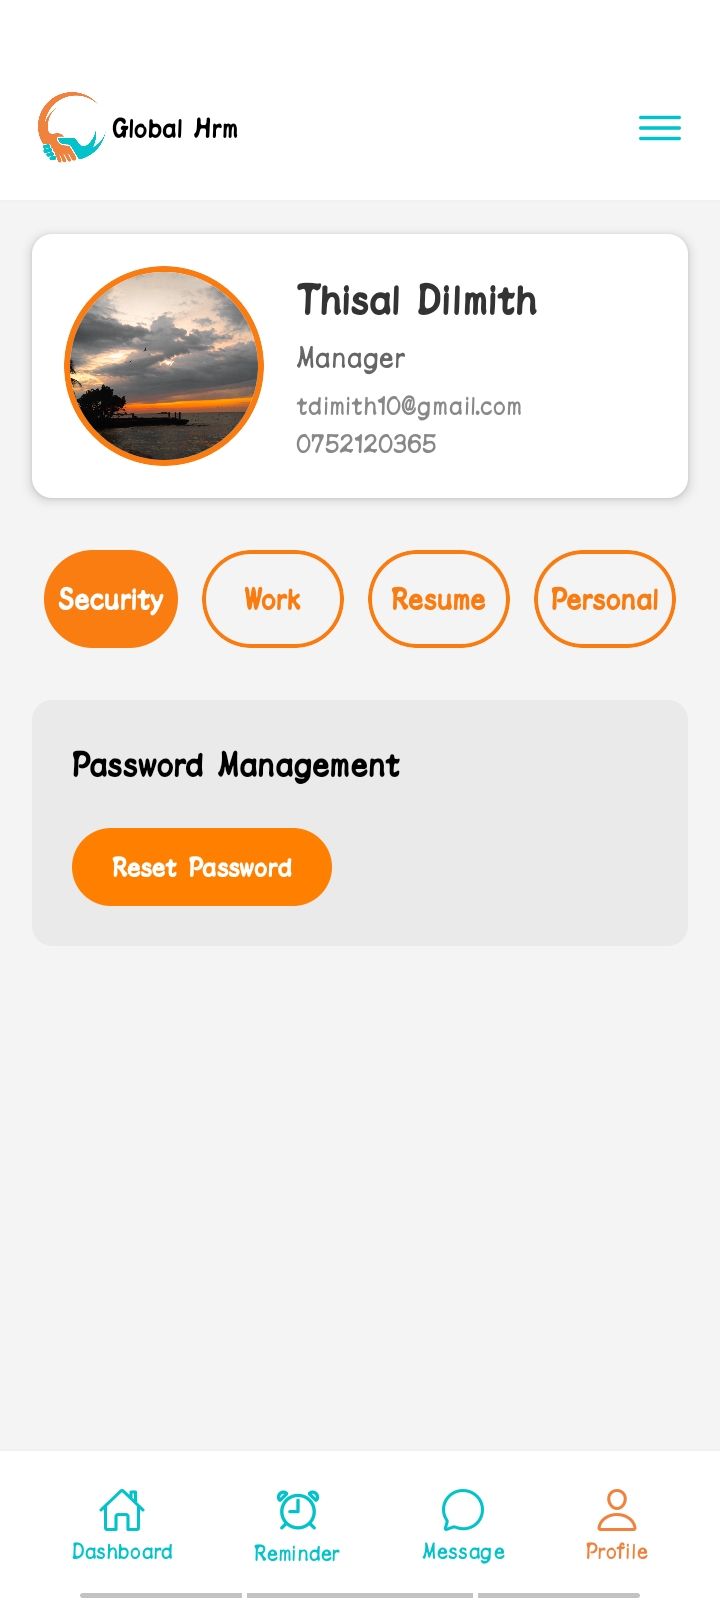 Global Hrm
Thisal Dilmith
Manager
tdimith10@gmail.com
0752120365
Security Work Resume Personal
Password Management
Reset Password
Dashboard Reminder Message Profile